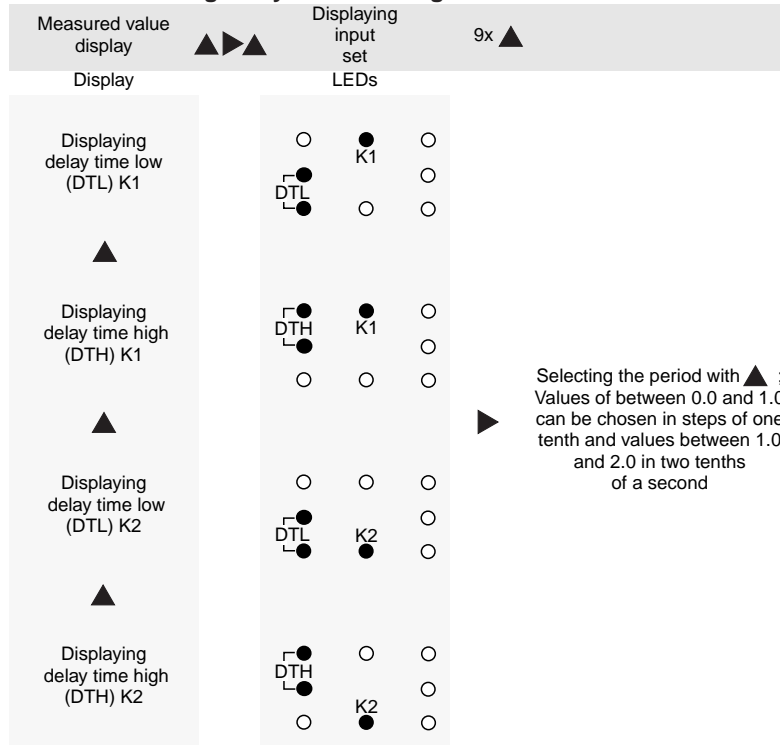 Measured value
display
Displaying
input
set
9x
Display
LEDs
Displaying
delay time low
(DTL) K1
K1
DTL
Displaying
delay time high
(DTH) K1
DTH
K1
Selecting the period with ;
Values of between 0.0 and 1.0
can be chosen in steps of one
tenth and values between 1.0
and 2.0 in two tenths
of a second
Displaying
delay time low
(DTL) K2
DTL
K2
Displaying
delay time high
(DTH) K2
DTH
K2